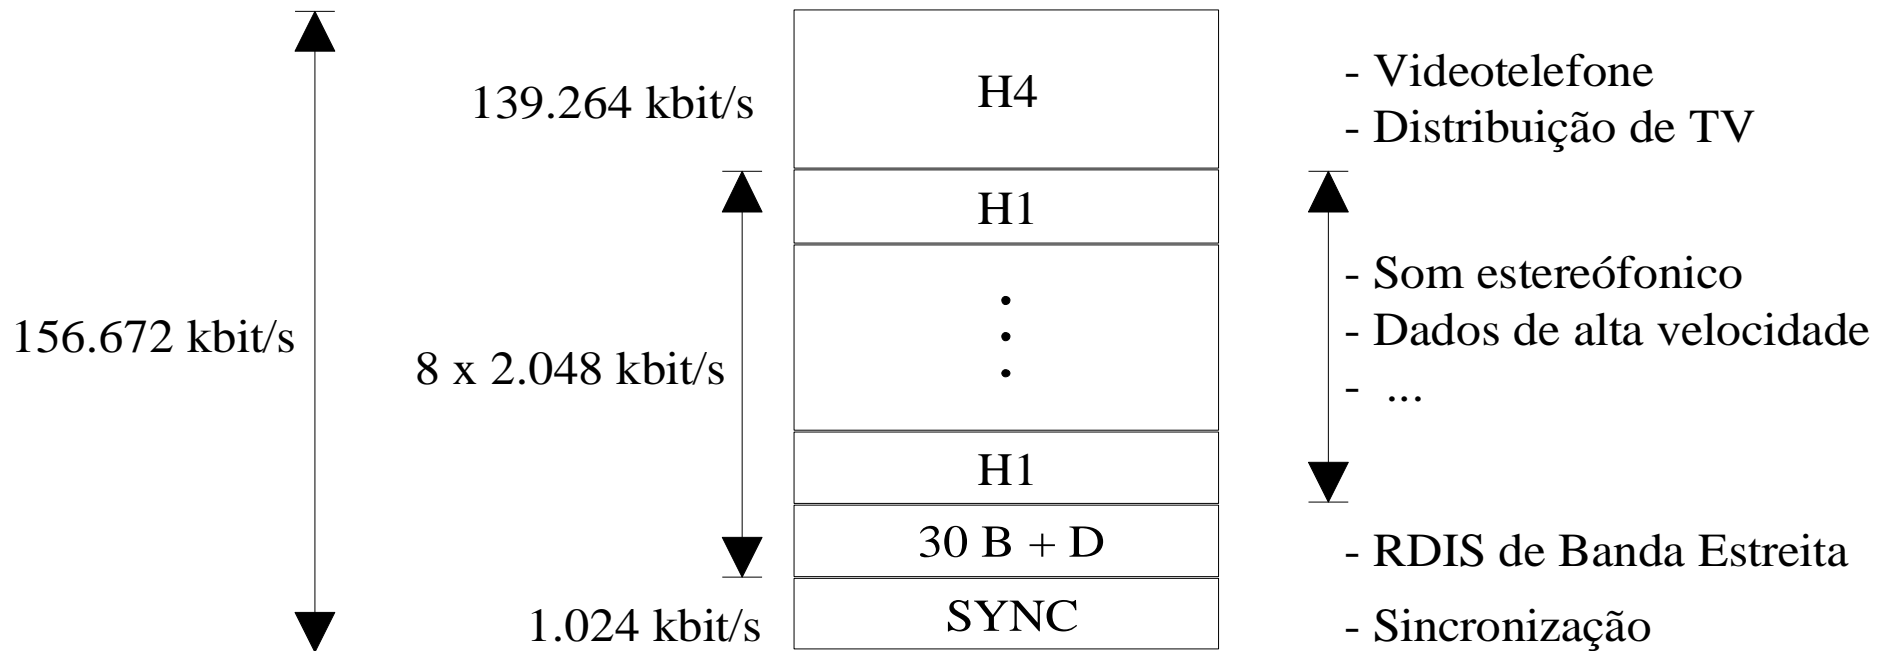 139.264 kbit/s
H4
- Videotelefone
- Distribuição de TV
H1
156.672 kbit/s
8 x 2.048 kbit/s
- Som estereófonico
- Dados de alta velocidade
- ...
H1
30 B + D
- RDIS de Banda Estreita
1.024 kbit/s
SYNC
- Sincronização